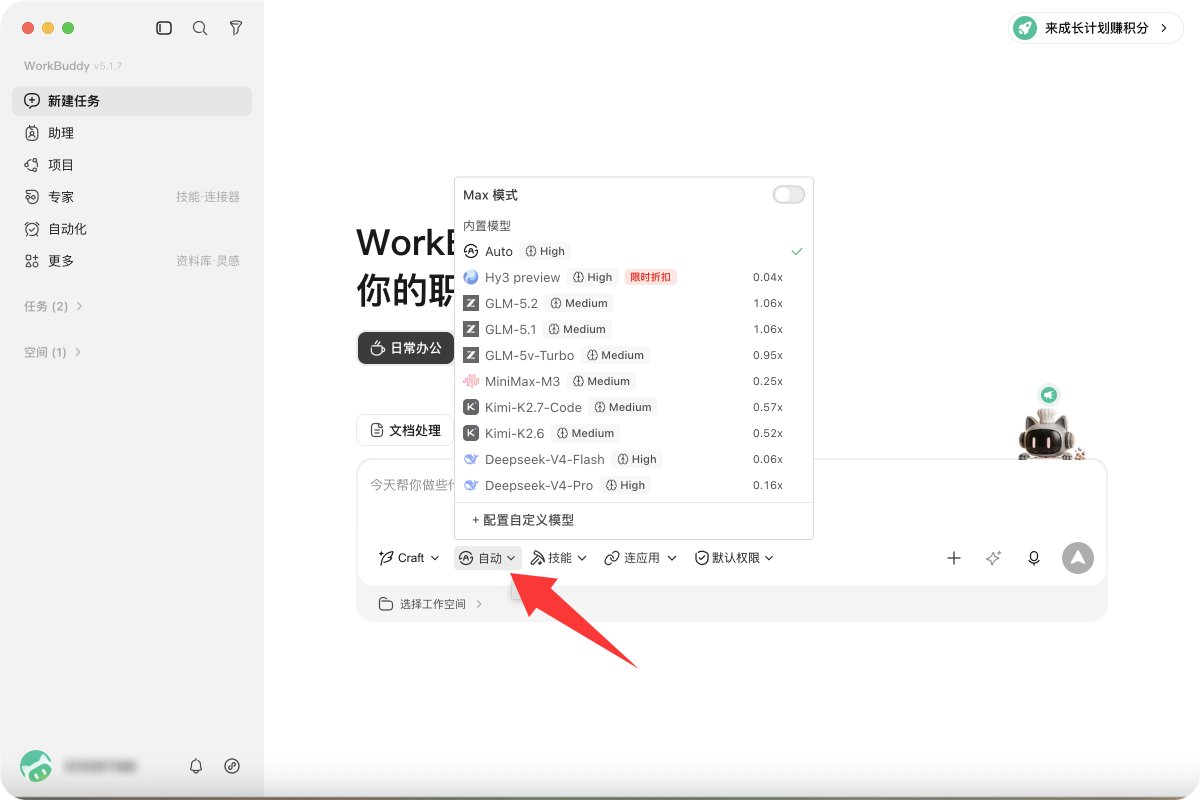 来成长计划赚积分
WorkBuddy v5.1.7
新建任务
助理
项目
专家 技能·连接器
自动化
更多 资料库·灵感
任务 (2)
空间 (1)
WorkB
你的职
日常办公
文档处理
今天帮你做些什
Max 模式
内置模型
Auto High
Hy3 preview High 限时折扣 0.04x
GLM-5.2 Medium 1.06x
GLM-5.1 Medium 1.06x
GLM-5v-Turbo Medium 0.95x
MiniMax-M3 Medium 0.25x
Kimi-K2.7-Code Medium 0.57x
Kimi-K2.6 Medium 0.52x
Deepseek-V4-Flash High 0.06x
Deepseek-V4-Pro High 0.16x
+ 配置自定义模型
Craft 自动 技能 连应用 默认权限
选择工作空间